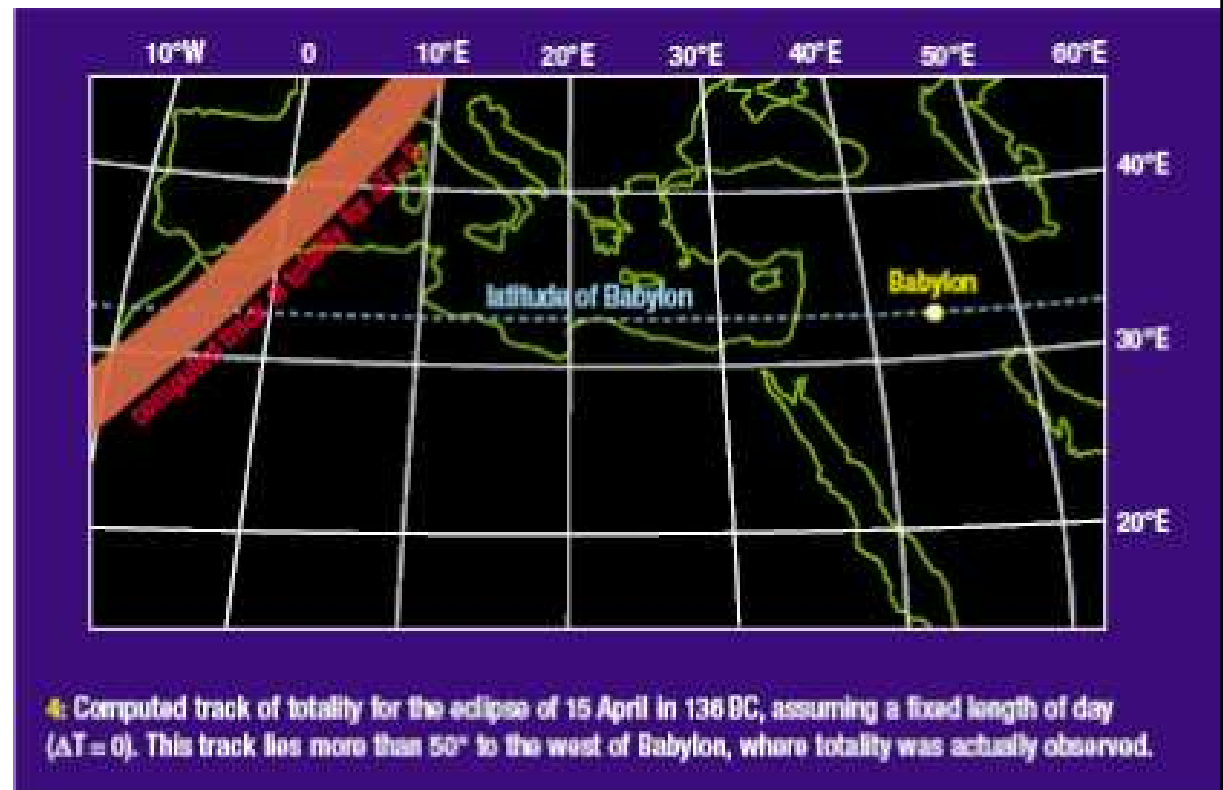 10°W 0 10°E 20°E 30°E 40°E 50°E 60°E
40°E
Babylon
latitude of Babylon
30°E
20°E
4: Computed track of totality for the eclipse of 15 April in 136 BC, assuming a fixed length of day
(ΔT = 0). This track lies more than 50° to the west of Babylon, where totality was actually observed.